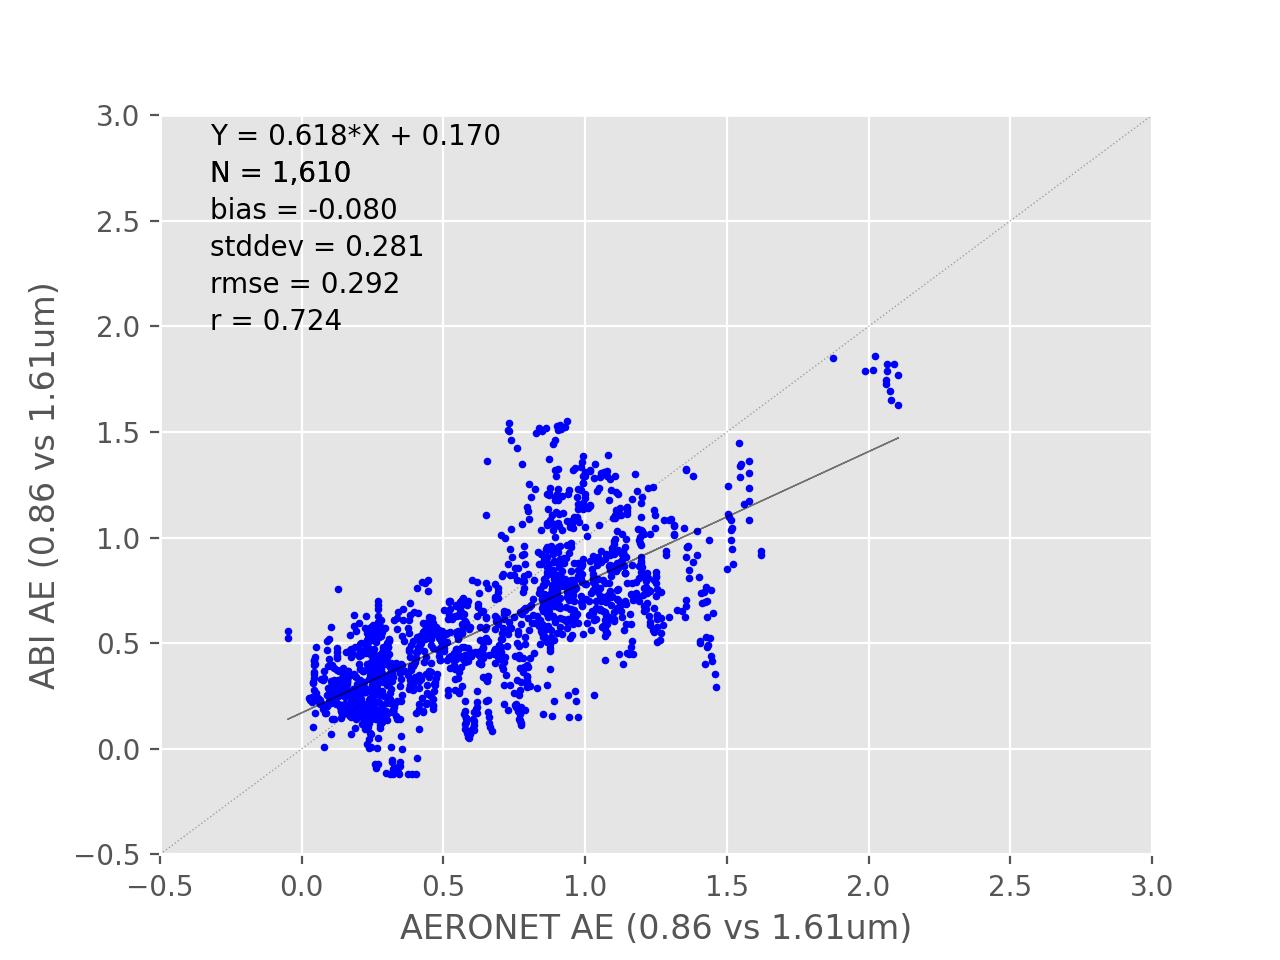 3.0
Y = 0.618*X + 0.170
N = 1,610
bias = -0.080
2.5
stddev = 0.281
rmse = 0.292
r = 0.724
2.0
1.5
1.0
0.5
0.0
−0.5
ABI AE (0.86 vs 1.61um)
−0.5 0.0 0.5 1.0 1.5 2.0 2.5 3.0
AERONET AE (0.86 vs 1.61um)